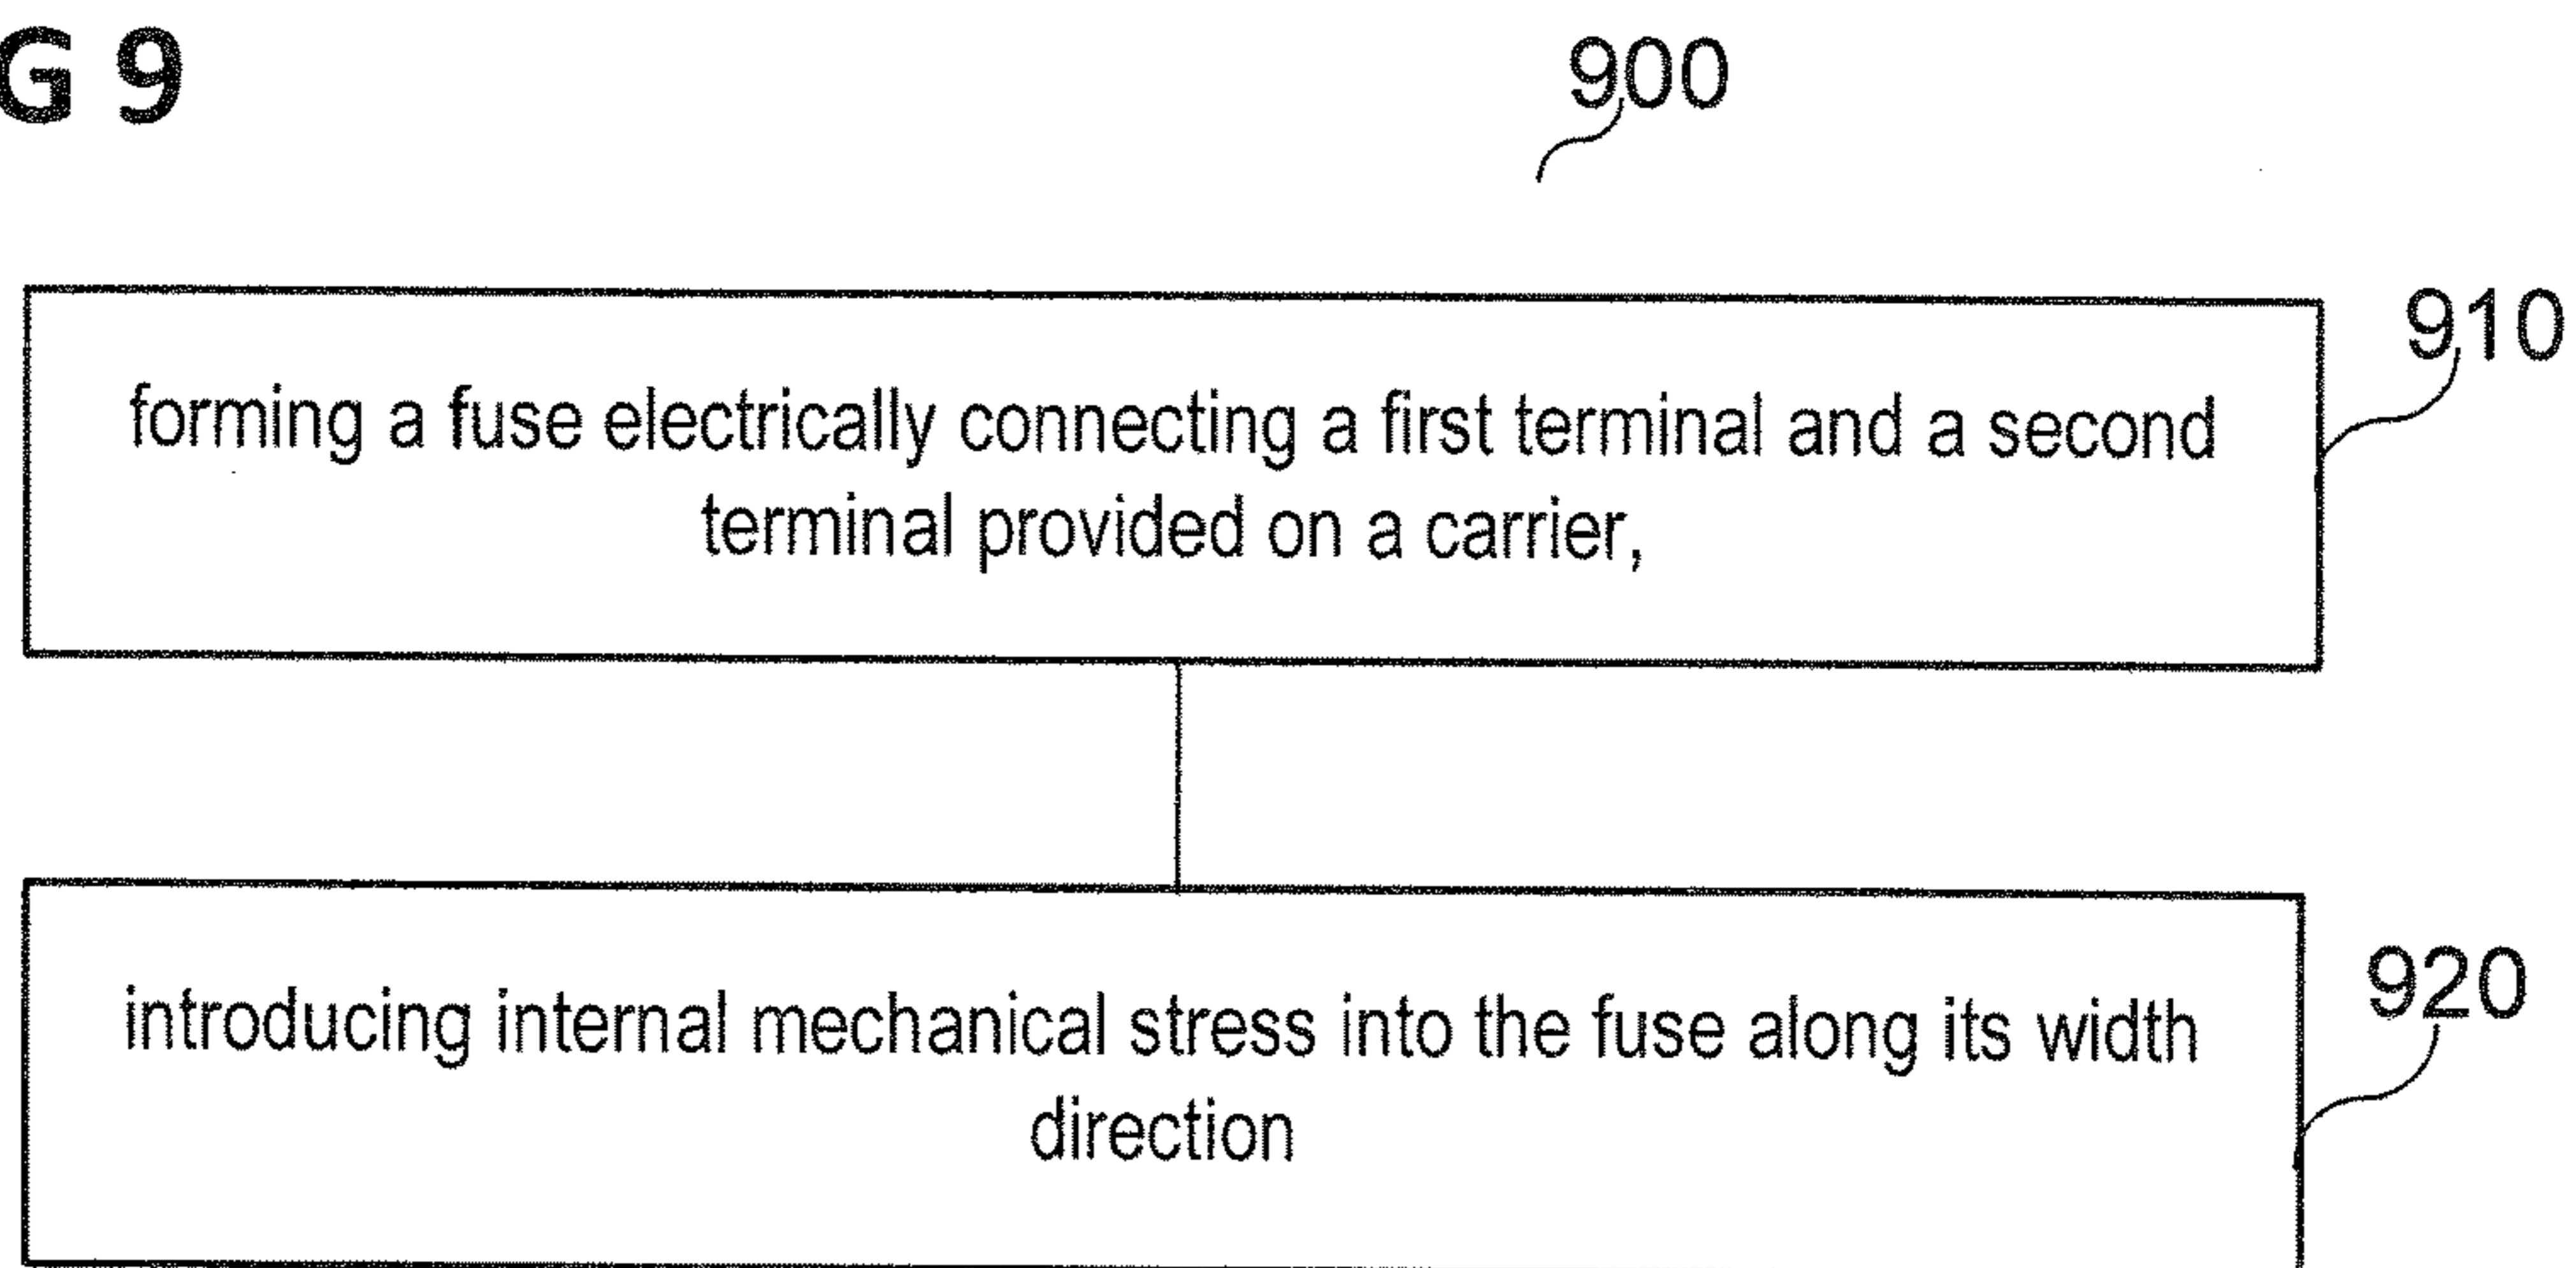 G 9
900
910
forming a fuse electrically connecting a first terminal and a second
terminal provided on a carrier,
introducing internal mechanical stress into the fuse along its width
direction
920